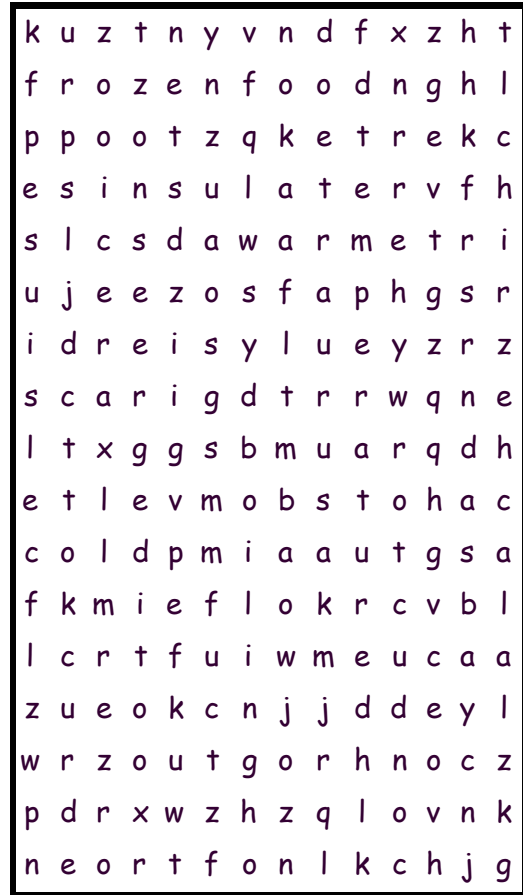 k u z t n y v n d f x z h t
f r o z e n f o o d n g h l
p p o o t z q k e t r e k c
e s i n s u l a t e r v f h
s l c s d a w a r m e t r i
u j e e z o s f a p h g s r
i d r e i s y l u e y z r z
s c a r i g d t r r w q n e
l t x g g s b m u a r q d h
e t l e v m o b s t o h a c
c o l d p m i a a u t g s a
f k m i e f l o k r c v b l
l c r t f u i w m e u c a a
z u e o k c n j j d d e y l
w r z o u t g o r h n o c z
p d r x w z h z q l o v n k
n e o r t f o n l k c h j g